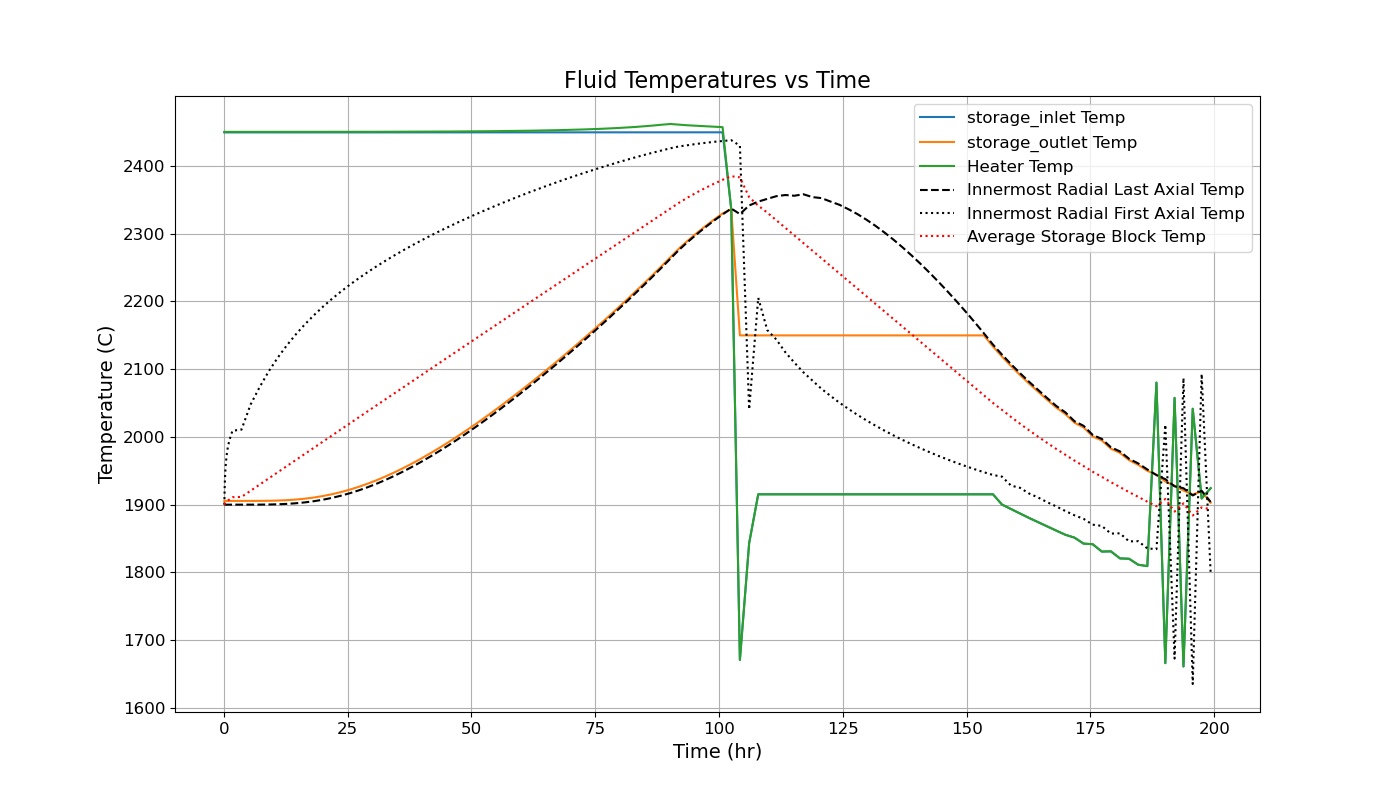 Fluid Temperatures vs Time
storage_inlet Temp
storage_outlet Temp
Heater Temp
Innermost Radial Last Axial Temp
Innermost Radial First Axial Temp
Average Storage Block Temp
Temperature (C)
2400
2300
2200
2100
2000
1900
1800
1700
1600
0 25 50 75 100 125 150 175 200
Time (hr)